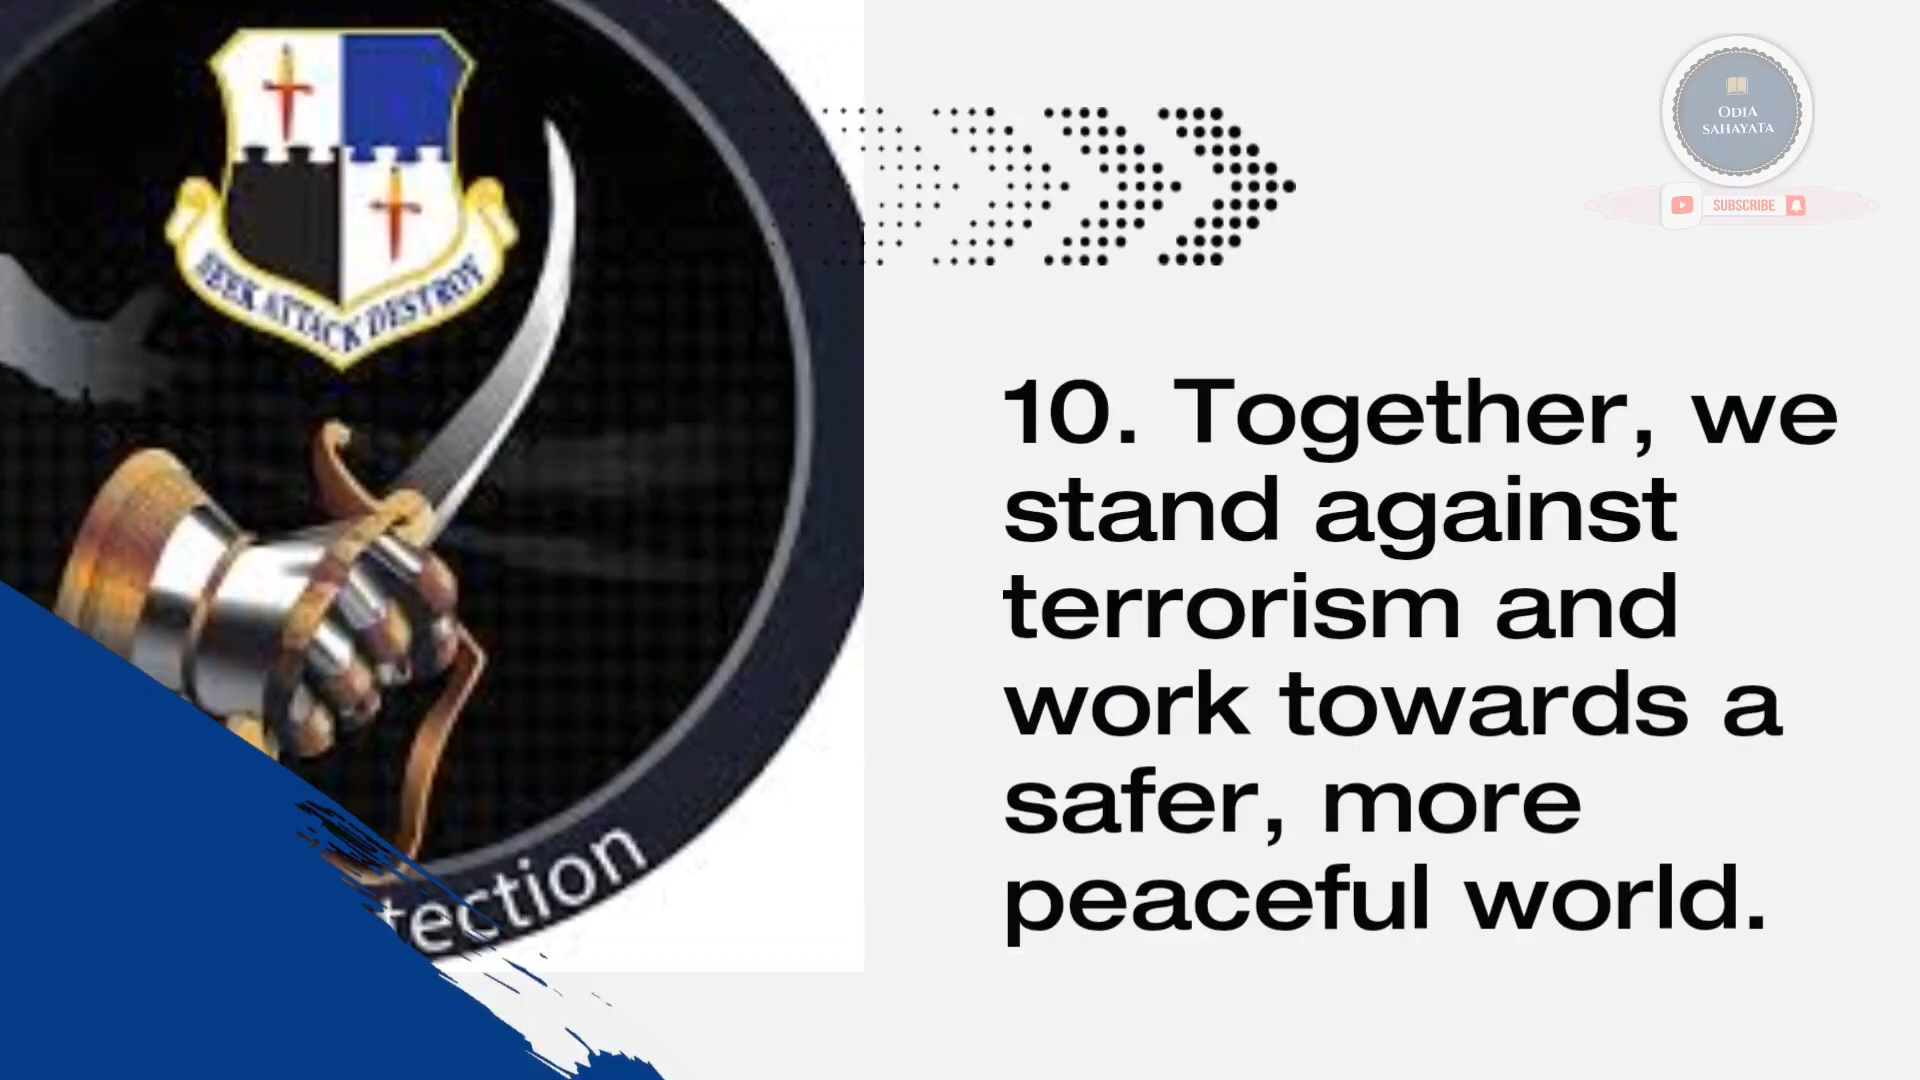 SEEK ATTACK DESTROY
tection
ODIA
SAHAYATA
SUBSCRIBE
10. Together, we
stand against
terrorism and
work towards a
safer, more
peaceful world.